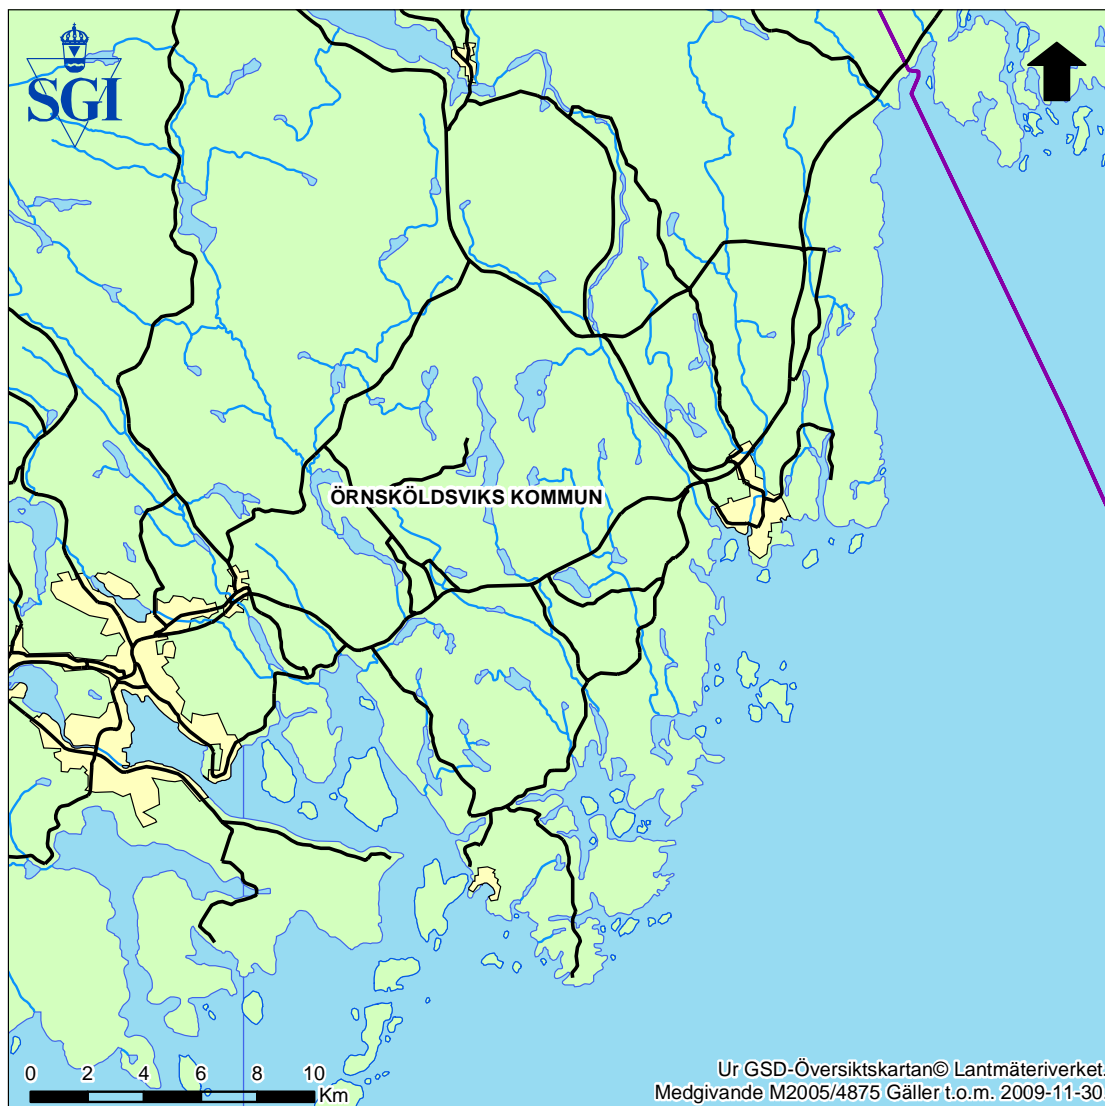 SGI
ÖRNSKÖLDSVIKS KOMMUN
0 2 4 6 8 10
Km
Ur GSD-Översiktskartan© Lantmäteriverket.
Medgivande M2005/4875 Gäller t.o.m. 2009-11-30